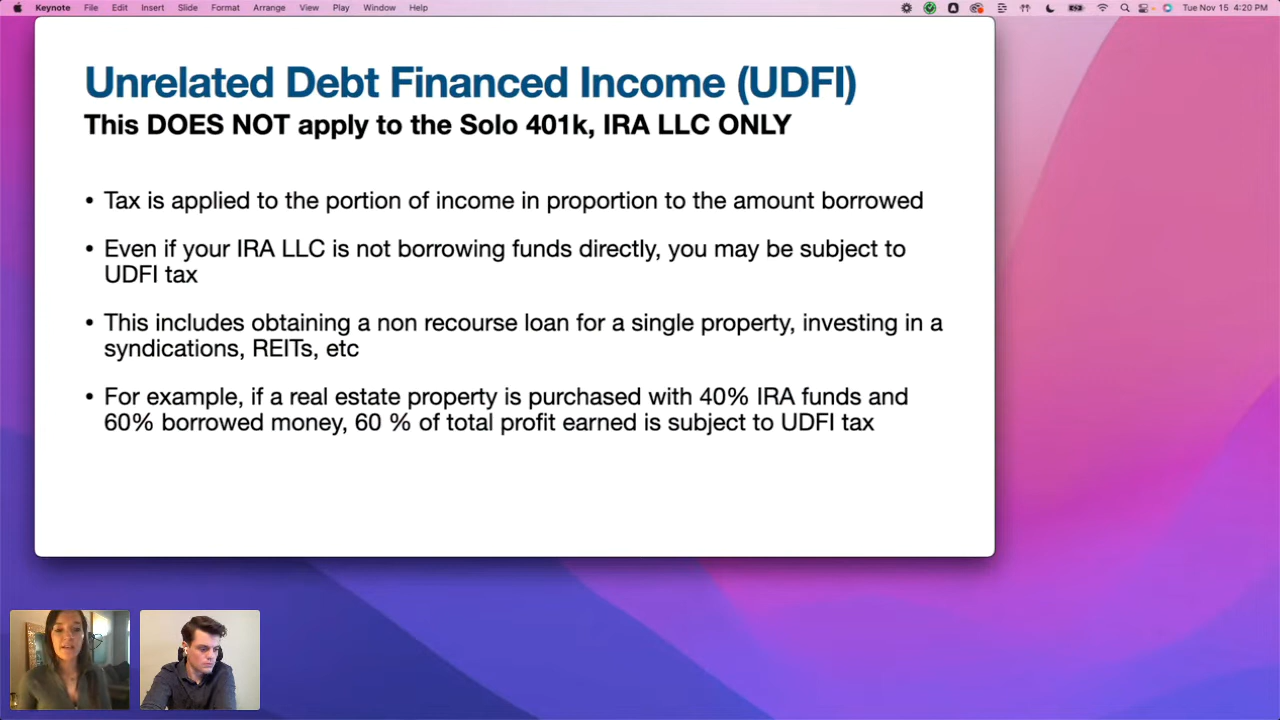 Keynote File Edit Insert Slide Format Arrange View Play Window Help Tue Nov 15 4:20 PM
Unrelated Debt Financed Income (UDFI)
This DOES NOT apply to the Solo 401k, IRA LLC ONLY
• Tax is applied to the portion of income in proportion to the amount borrowed
• Even if your IRA LLC is not borrowing funds directly, you may be subject to
UDFI tax
• This includes obtaining a non recourse loan for a single property, investing in a
syndications, REITs, etc
• For example, if a real estate property is purchased with 40% IRA funds and
60% borrowed money, 60 % of total profit earned is subject to UDFI tax